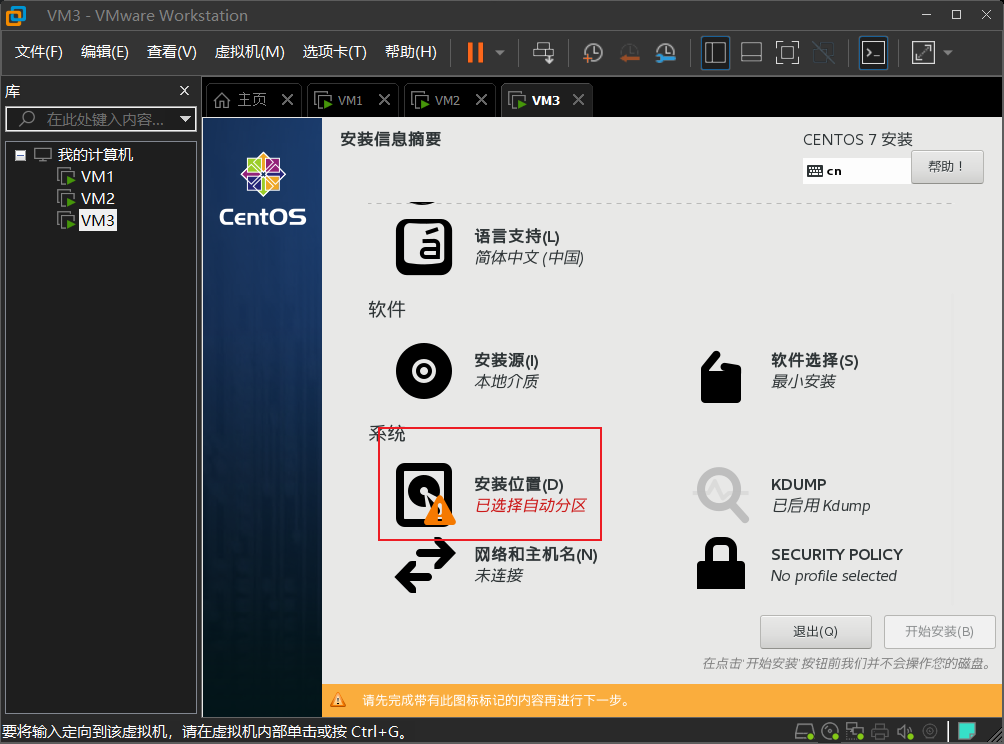 VM3 - VMware Workstation
文件(F) 编辑(E) 查看(V) 虚拟机(M) 选项卡(T) 帮助(H)
库
在此处键入内容...
我的计算机
VM1
VM2
VM3
主页 VM1 VM2 VM3
CentOS
安装信息摘要
CENTOS 7 安装
cn
帮助！
语言支持(L)
简体中文 (中国)
软件
安装源(I)
本地介质
软件选择(S)
最小安装
系统
安装位置(D)
已选择自动分区
KDUMP
已启用 Kdump
网络和主机名(N)
未连接
SECURITY POLICY
No profile selected
退出(Q)
开始安装(B)
在点击'开始安装'按钮前我们并不会操作您的磁盘。
请先完成带有此图标标记的内容再进行下一步。
要将输入定向到该虚拟机，请在虚拟机内部单击或按 Ctrl+G。